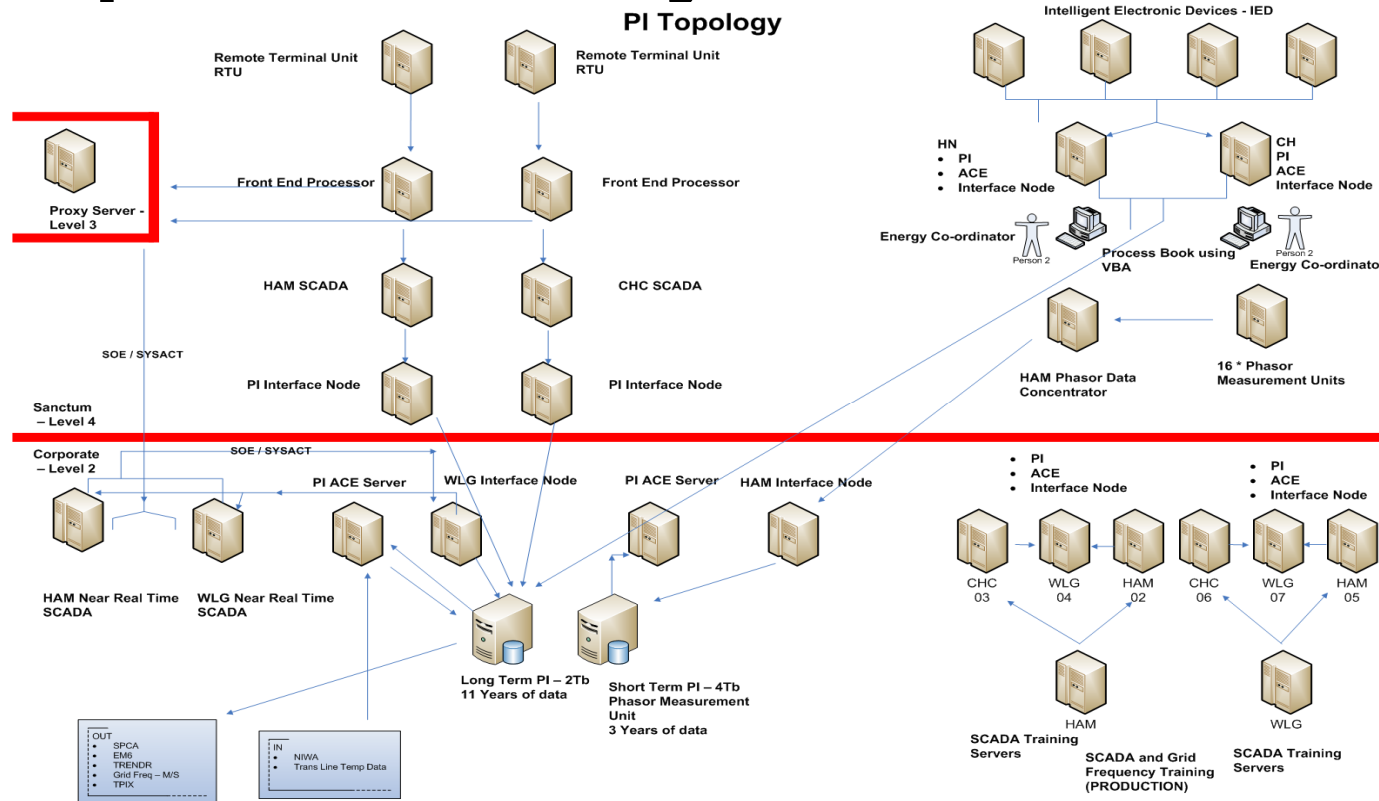 PI Topology
Intelligent Electronic Devices - IED
Remote Terminal Unit
RTU
Remote Terminal Unit
RTU
HN
• PI
• ACE
• Interface Node
CH
PI
ACE
Interface Node
Proxy Server -
Level 3
Front End Processor
Front End Processor
Energy Co-ordinator
Person 2
Process Book using
VBA
Person 2
Energy Co-ordinato
HAM SCADA
CHC SCADA
SOE / SYSACT
PI Interface Node
PI Interface Node
HAM Phasor Data
Concentrator
16 * Phasor
Measurement Units
Sanctum
– Level 4
Corporate
– Level 2
SOE / SYSACT
PI ACE Server
WLG Interface Node
PI ACE Server
HAM Interface Node
• PI
• ACE
• Interface Node
• PI
• ACE
• Interface Node
HAM Near Real Time
SCADA
WLG Near Real Time
SCADA
CHC
03
WLG
04
HAM
02
CHC
06
WLG
07
HAM
05
Long Term PI – 2Tb
11 Years of data
Short Term PI – 4Tb
Phasor Measurement
Unit
3 Years of data
HAM
WLG
SCADA Training
Servers
SCADA and Grid
Frequency Training
(PRODUCTION)
SCADA Training
Servers
OUT
• SPCA
• EM6
• TRENDR
• Grid Freq – M/S
• TPIX
IN
• NIWA
• Trans Line Temp Data